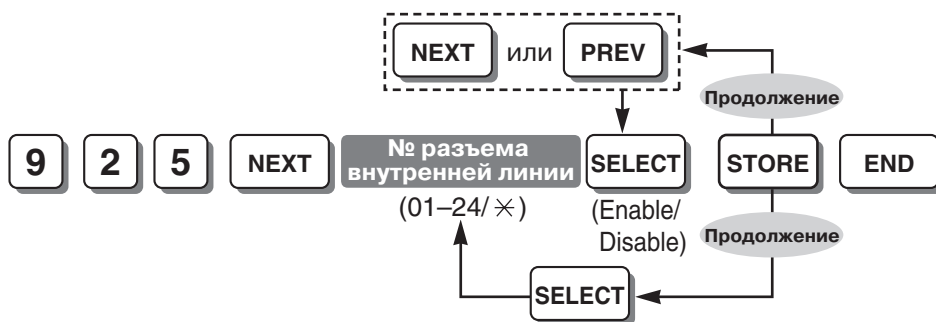 NEXT или PREV
Продолжение
9 2 5 NEXT № разъема внутренней линии SELECT STORE END
(01–24/✳)
(Enable/
Disable)
Продолжение
SELECT